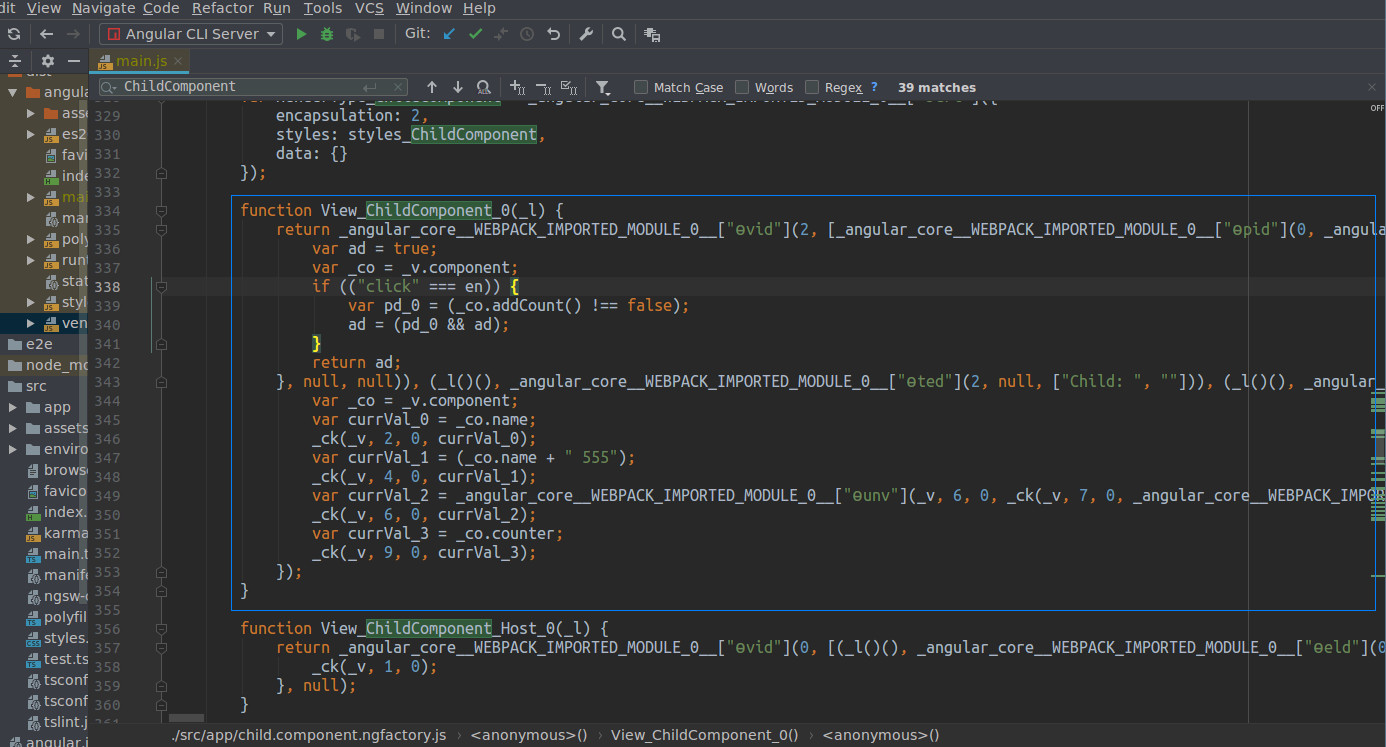 dit View Navigate Code Refactor Run Tools VCS Window Help
Angular CLI Server Git:
main.js
ChildComponent Match Case Words Regex ? 39 matches
OFF
329 encapsulation: 2,
330 styles: styles_ChildComponent,
331 data: {}
332 });
333
334 function View_ChildComponent_0(_l) {
335 return _angular_core__WEBPACK_IMPORTED_MODULE_0__["ɵvid"](2, [_angular_core__WEBPACK_IMPORTED_MODULE_0__["ɵpid"](0, _angula
336 var ad = true;
337 var _co = _v.component;
338 if (("click" === en)) {
339 var pd_0 = (_co.addCount() !== false);
340 ad = (pd_0 && ad);
341 }
342 return ad;
343 }, null, null)), (_l()(), _angular_core__WEBPACK_IMPORTED_MODULE_0__["ɵted"](2, null, ["Child: ", ""])), (_l()(), _angular_
344 var _co = _v.component;
345 var currVal_0 = _co.name;
346 _ck(_v, 2, 0, currVal_0);
347 var currVal_1 = (_co.name + " 555");
348 _ck(_v, 4, 0, currVal_1);
349 var currVal_2 = _angular_core__WEBPACK_IMPORTED_MODULE_0__["ɵunv"](_v, 6, 0, _ck(_v, 7, 0, _angular_core__WEBPACK_IMPOR
350 _ck(_v, 6, 0, currVal_2);
351 var currVal_3 = _co.counter;
352 _ck(_v, 9, 0, currVal_3);
353 });
354 }
355
356 function View_ChildComponent_Host_0(_l) {
357 return _angular_core__WEBPACK_IMPORTED_MODULE_0__["ɵvid"](0, [(_l()(), _angular_core__WEBPACK_IMPORTED_MODULE_0__["ɵeld"](0
358 _ck(_v, 1, 0);
359 }, null);
360 }
angula
asse
es2
favi
inde
mai
mar
poly
runt
stat
style
ven
e2e
node_mo
src
app
assets
enviro
browse
favico
index.
karma
main.t
manife
ngsw-
polyfil
styles.
test.ts
tsconf
tsconf
tslint.j
angular.j
./src/app/child.component.ngfactory.js › <anonymous>() › View_ChildComponent_0() › <anonymous>()